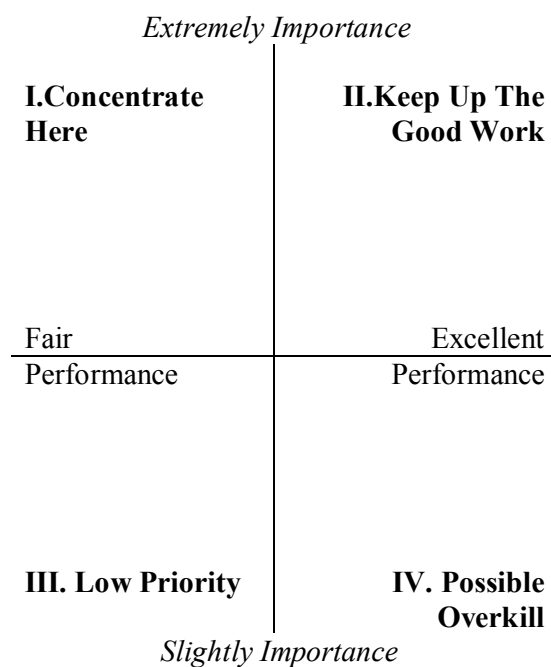 Extremely Importance
I.Concentrate
Here
II.Keep Up The
Good Work
Fair
Performance
Excellent
Performance
III. Low Priority
IV. Possible
Overkill
Slightly Importance